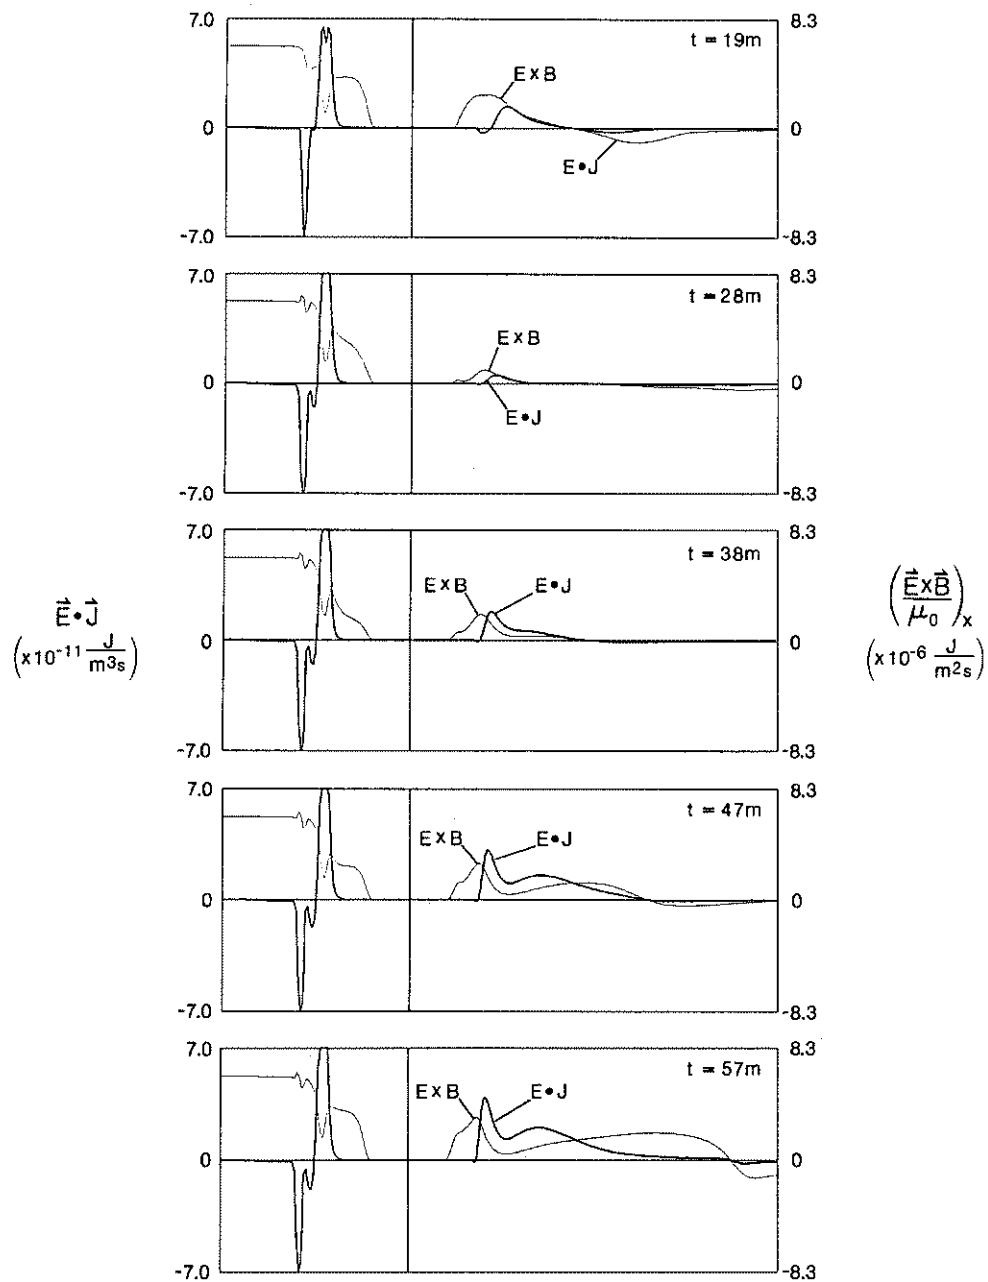 7.0
8.3
t = 19m
E×B
0
0
E•J
-7.0
-8.3
7.0
8.3
t = 28m
E×B
0
0
E•J
-7.0
-8.3
7.0
8.3
t = 38m
E×B
E•J
0
0
-7.0
-8.3
E⃗•J⃗
(×10⁻¹¹ J/m³s)
(E⃗×B⃗/μ₀)ₓ
(×10⁻⁶ J/m²s)
7.0
8.3
t = 47m
E×B
E•J
0
0
-7.0
-8.3
7.0
8.3
t = 57m
E×B
E•J
0
0
-7.0
-8.3